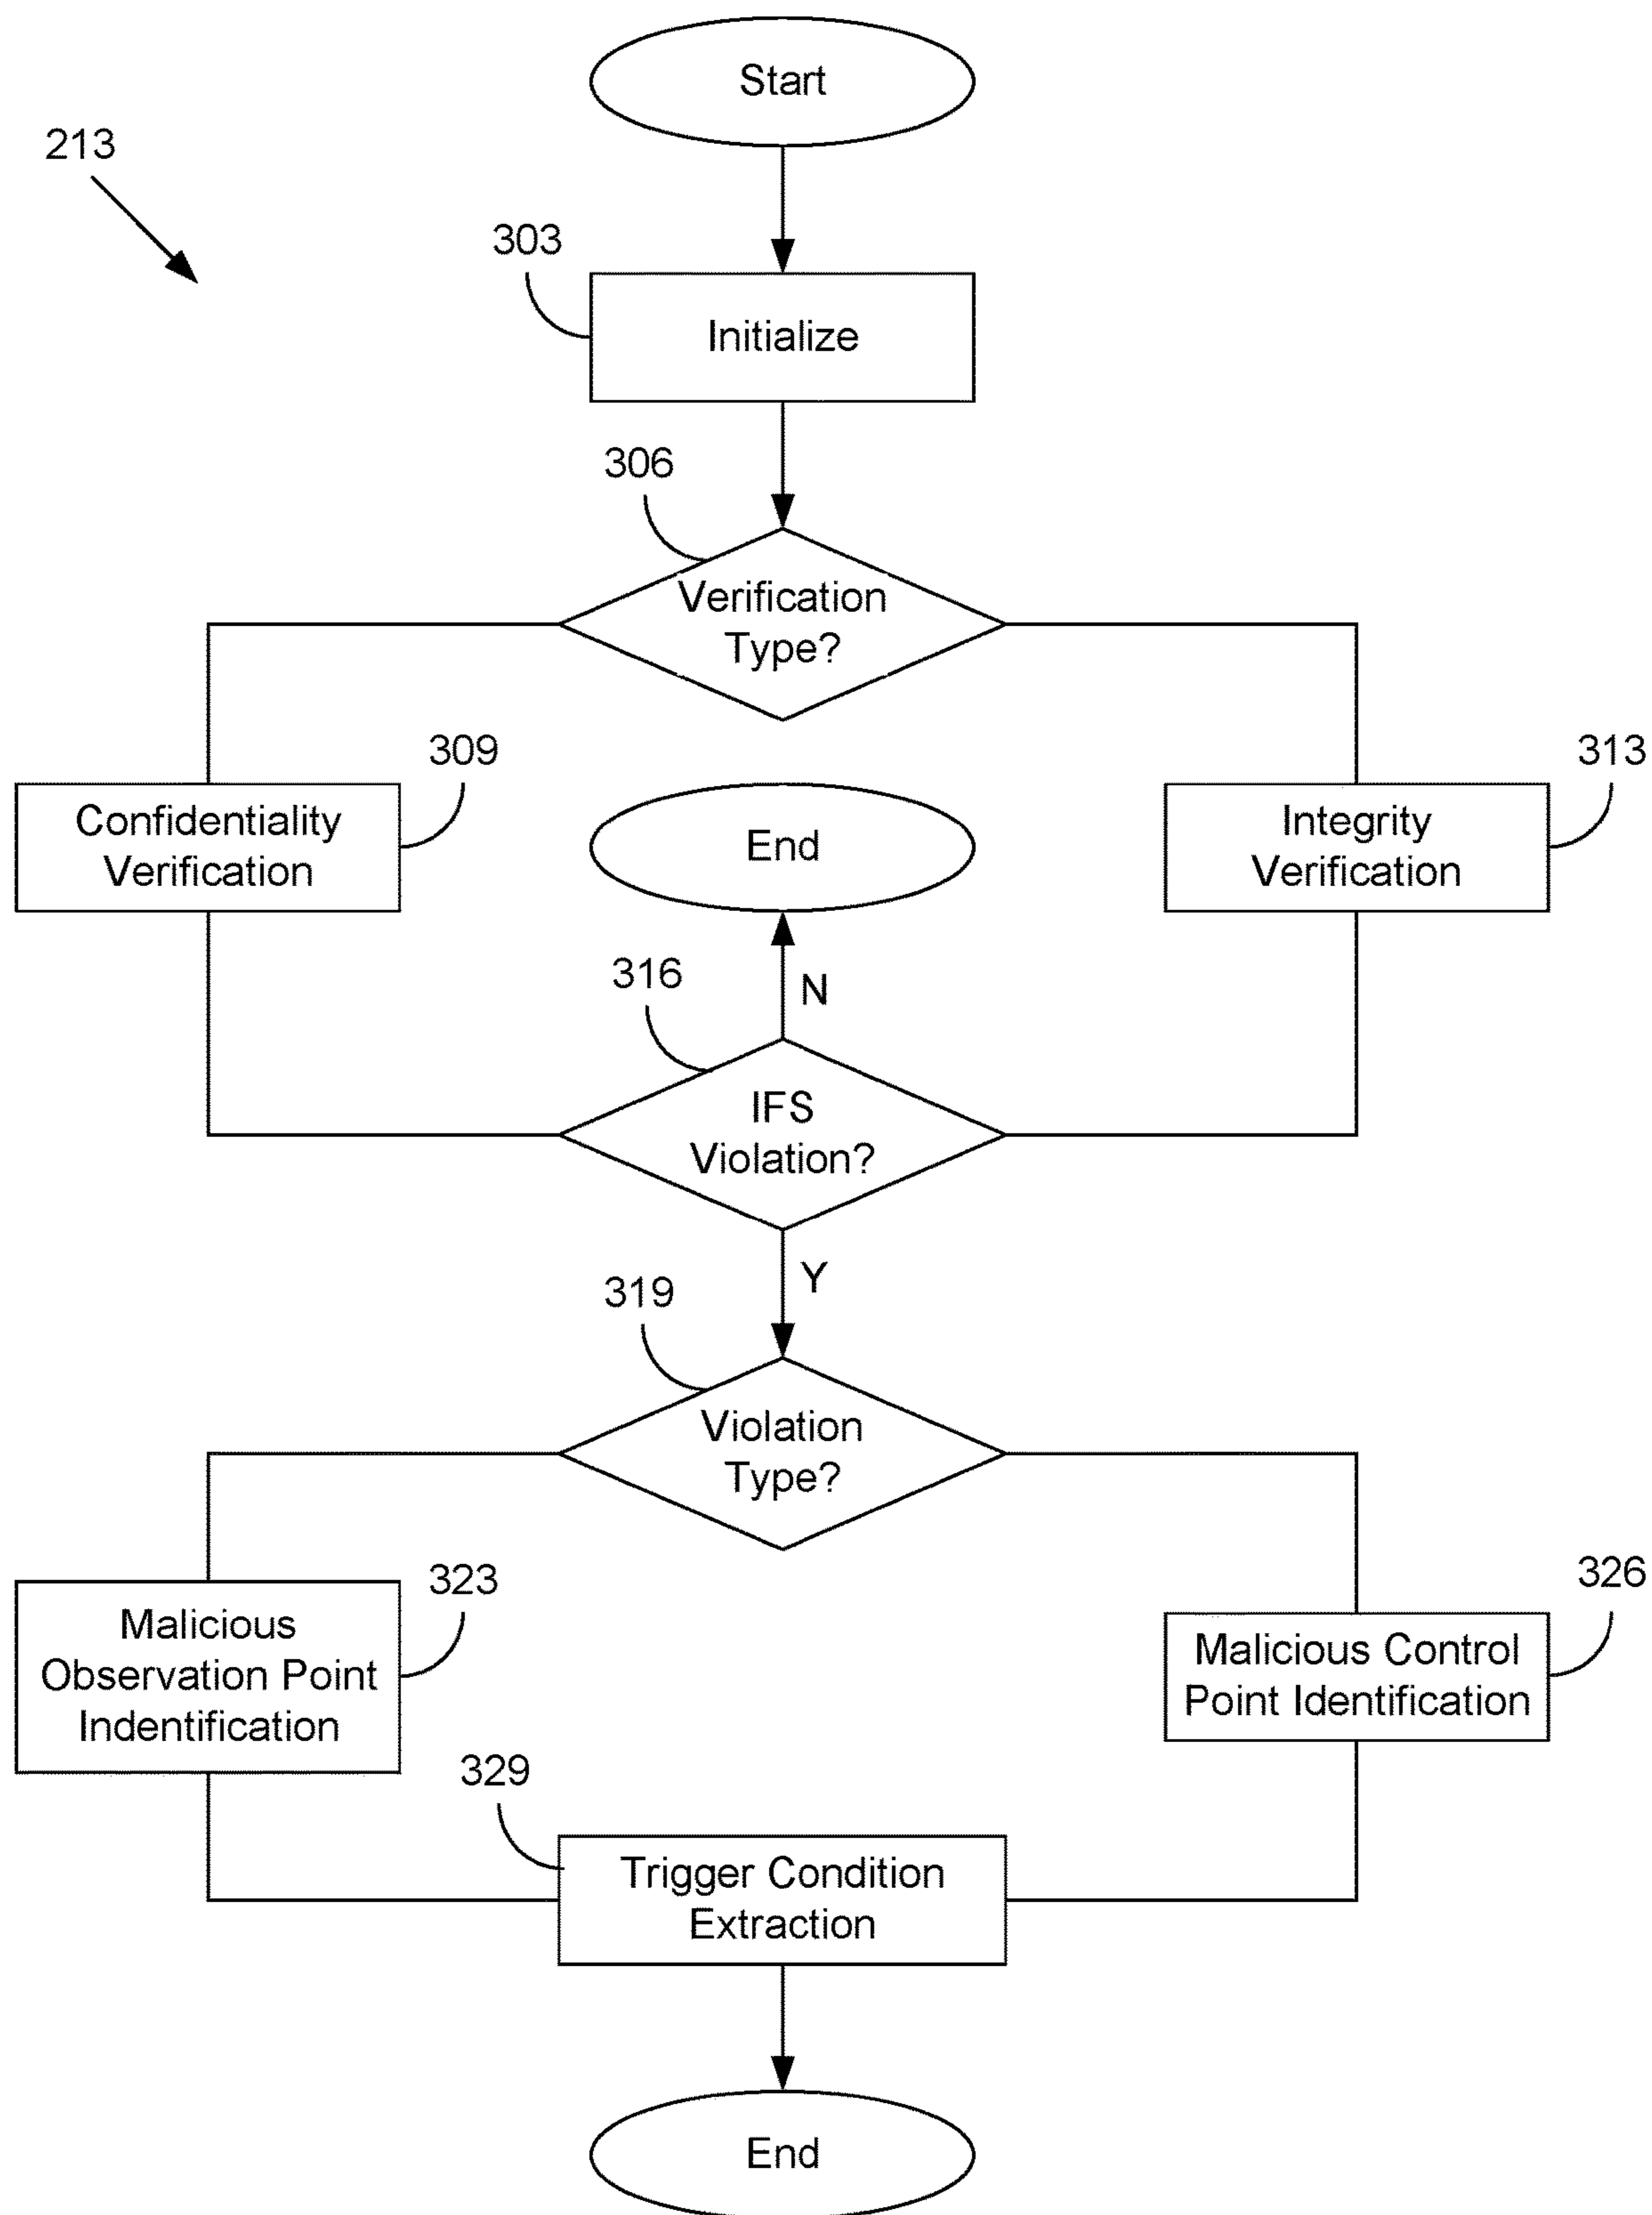 Start
213
303
Initialize
306
Verification
Type?
309
313
Confidentiality
Verification
End
Integrity
Verification
316
N
IFS
Violation?
Y
319
Violation
Type?
323
326
Malicious
Observation Point
Indentification
Malicious Control
Point Identification
329
Trigger Condition
Extraction
End